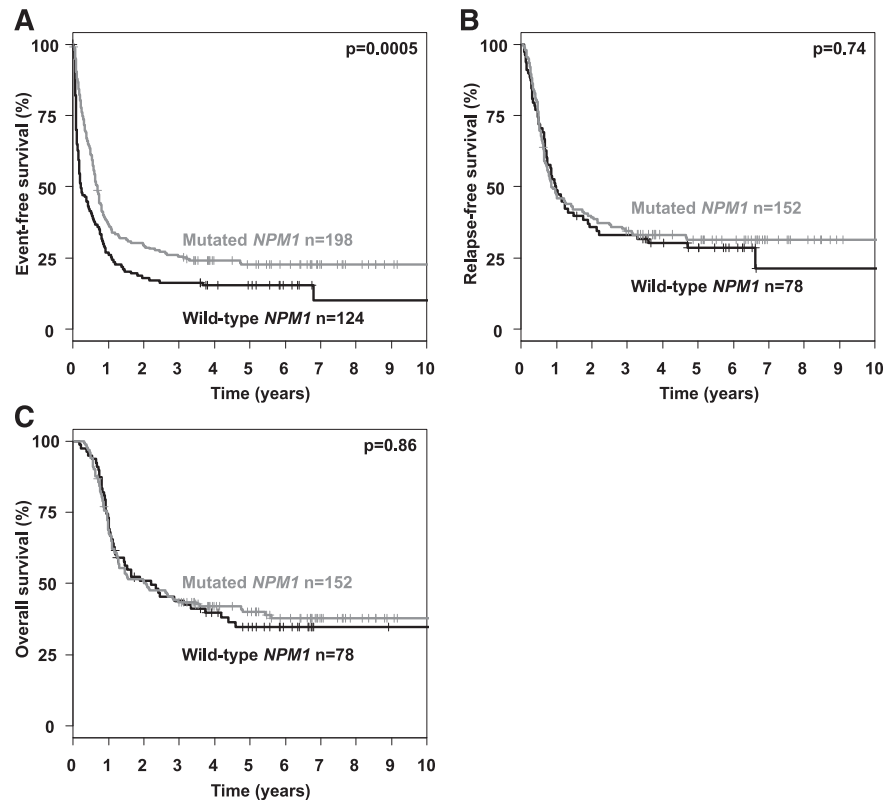 A
p=0.0005
Event-free survival (%)
100
75
50
25
0
Mutated NPM1 n=198
Wild-type NPM1 n=124
0 1 2 3 4 5 6 7 8 9 10
Time (years)
B
p=0.74
Relapse-free survival (%)
100
75
50
25
0
Mutated NPM1 n=152
Wild-type NPM1 n=78
0 1 2 3 4 5 6 7 8 9 10
Time (years)
C
p=0.86
Overall survival (%)
100
75
50
25
0
Mutated NPM1 n=152
Wild-type NPM1 n=78
0 1 2 3 4 5 6 7 8 9 10
Time (years)